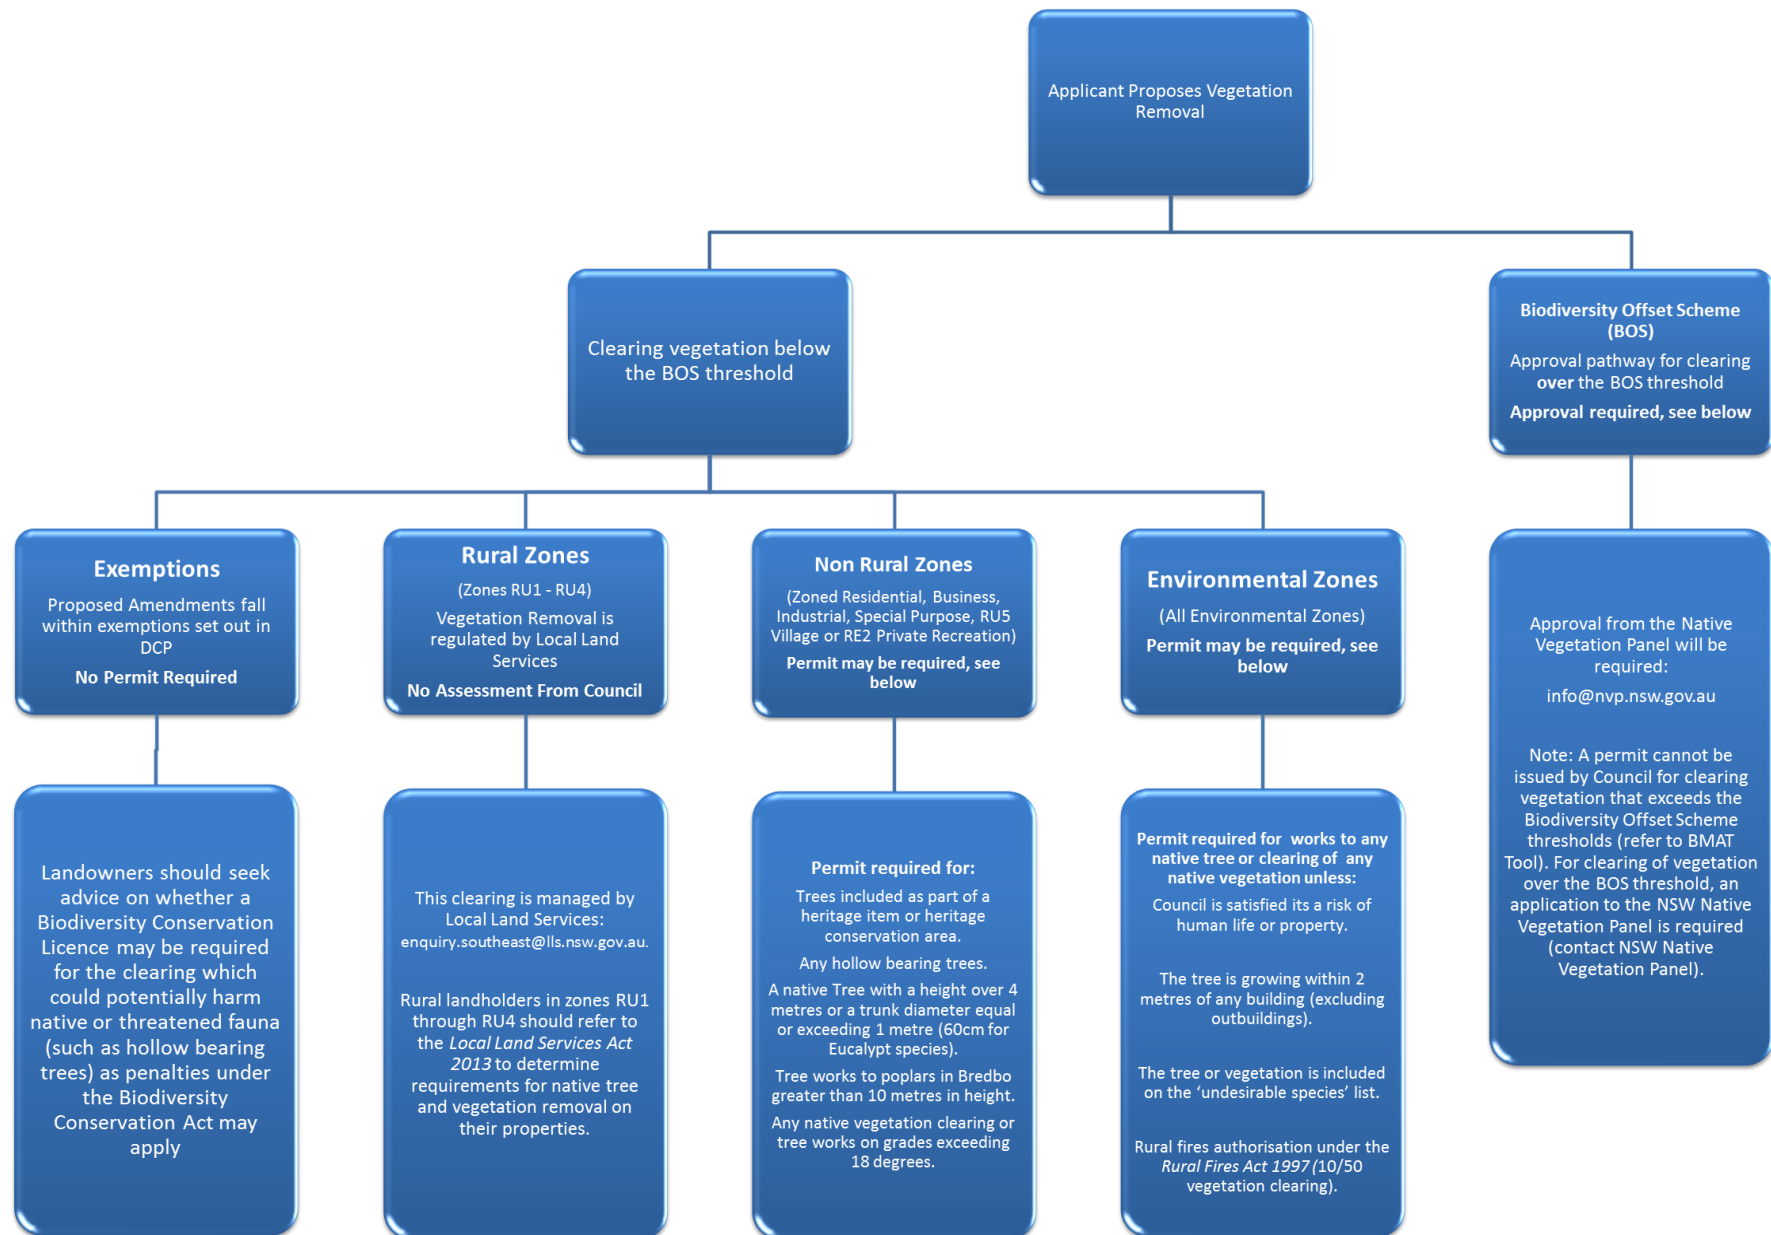 Applicant Proposes Vegetation
Removal
Clearing vegetation below
the BOS threshold
Biodiversity Offset Scheme
(BOS)
Approval pathway for clearing
over the BOS threshold
Approval required, see below
Exemptions
Proposed Amendments fall
within exemptions set out in
DCP
No Permit Required
Rural Zones
(Zones RU1 - RU4)
Vegetation Removal is
regulated by Local Land
Services
No Assessment From Council
Non Rural Zones
(Zoned Residential, Business,
Industrial, Special Purpose, RU5
Village or RE2 Private Recreation)
Permit may be required, see
below
Environmental Zones
(All Environmental Zones)
Permit may be required, see
below
Approval from the Native
Vegetation Panel will be
required:
info@nvp.nsw.gov.au
Note: A permit cannot be
issued by Council for clearing
vegetation that exceeds the
Biodiversity Offset Scheme
thresholds (refer to BMAT
Tool). For clearing of vegetation
over the BOS threshold, an
application to the NSW Native
Vegetation Panel is required
(contact NSW Native
Vegetation Panel).
Landowners should seek
advice on whether a
Biodiversity Conservation
Licence may be required
for the clearing which
could potentially harm
native or threatened fauna
(such as hollow bearing
trees) as penalties under
the Biodiversity
Conservation Act may
apply
This clearing is managed by
Local Land Services:
enquiry.southeast@lls.nsw.gov.au.
Rural landholders in zones RU1
through RU4 should refer to
the Local Land Services Act
2013 to determine
requirements for native tree
and vegetation removal on
their properties.
Permit required for:
Trees included as part of a
heritage item or heritage
conservation area.
Any hollow bearing trees.
A native Tree with a height over 4
metres or a trunk diameter equal
or exceeding 1 metre (60cm for
Eucalypt species).
Tree works to poplars in Bredbo
greater than 10 metres in height.
Any native vegetation clearing or
tree works on grades exceeding
18 degrees.
Permit required for works to any
native tree or clearing of any
native vegetation unless:
Council is satisfied its a risk of
human life or property.
The tree is growing within 2
metres of any building (excluding
outbuildings).
The tree or vegetation is included
on the ‘undesirable species’ list.
Rural fires authorisation under the
Rural Fires Act 1997 (10/50
vegetation clearing).